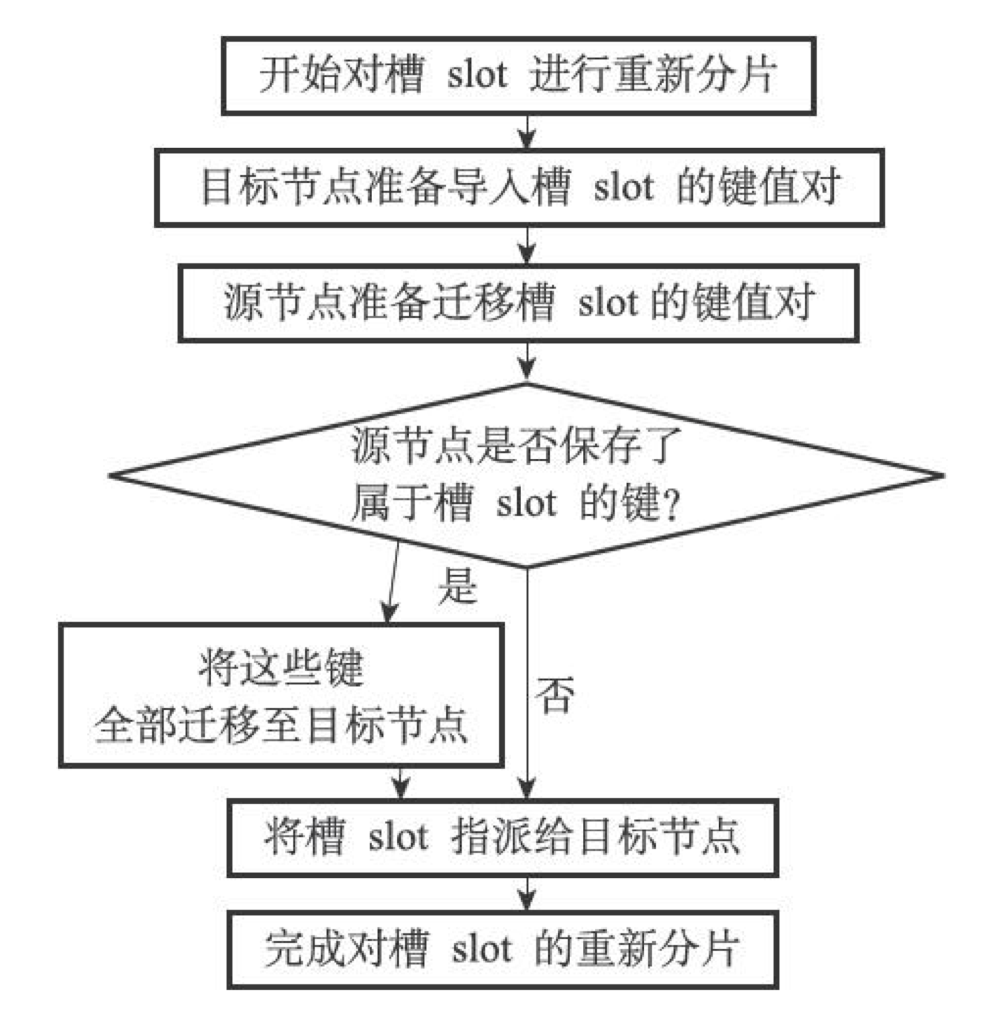 开始对槽 slot 进行重新分片
目标节点准备导入槽 slot 的键值对
源节点准备迁移槽 slot 的键值对
源节点是否保存了
属于槽 slot 的键?
是
将这些键
全部迁移至目标节点
否
将槽 slot 指派给目标节点
完成对槽 slot 的重新分片